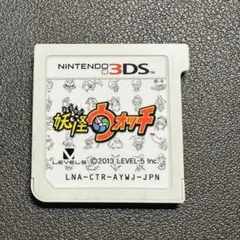 NINTENDO 3DS
妖怪ウォッチ
LEVEL5
©2013 LEVEL-5 Inc.
LNA-CTR-AYWJ-JPN